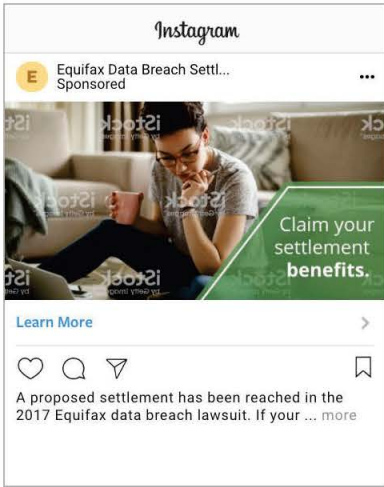 Instagram
E
Equifax Data Breach Settl...
Sponsored
iStock
Claim your
settlement
benefits.
Learn More
A proposed settlement has been reached in the
2017 Equifax data breach lawsuit. If your ... more